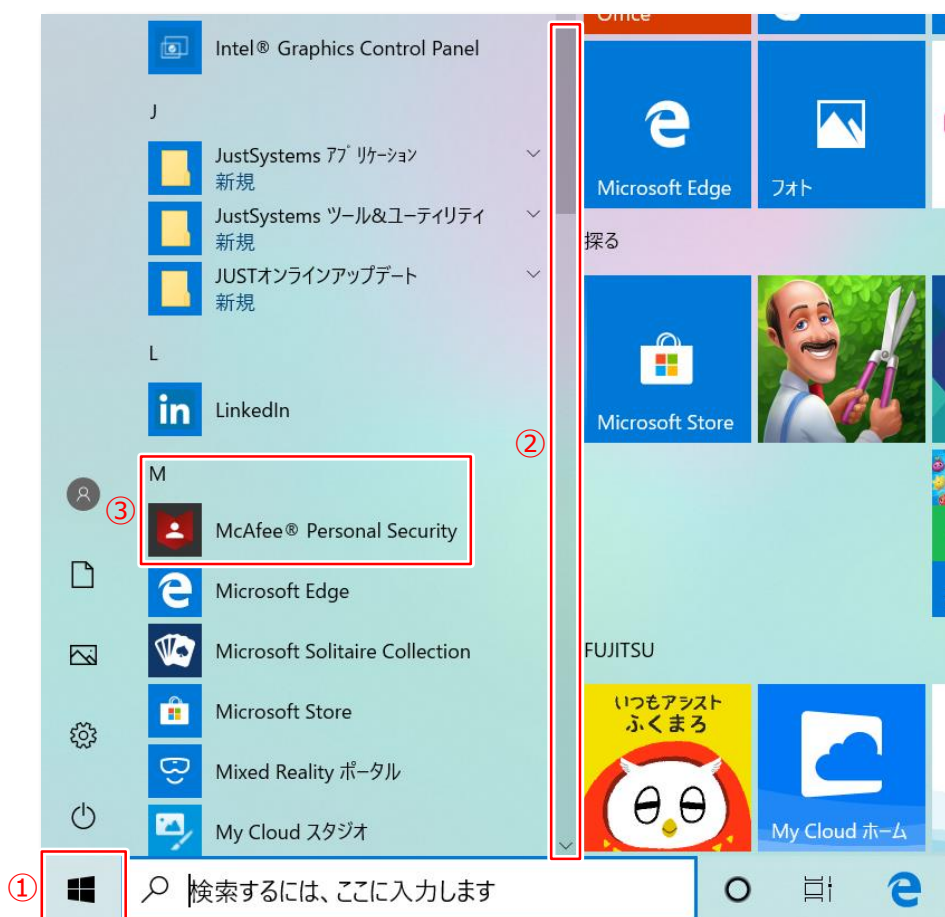 Intel® Graphics Control Panel
J
JustSystems ｱﾌﾟﾘｹｰｼｮﾝ
新規
JustSystems ツール&ユーティリティ
新規
JUSTオンラインアップデート
新規
L
in
LinkedIn
②
M
③
McAfee® Personal Security
Microsoft Edge
Microsoft Solitaire Collection
Microsoft Store
Mixed Reality ポータル
My Cloud スタジオ
Office
Microsoft Edge
フォト
探る
Microsoft Store
FUJITSU
いつもアシスト
ふくまろ
My Cloud ホーム
①
検索するには、ここに入力します